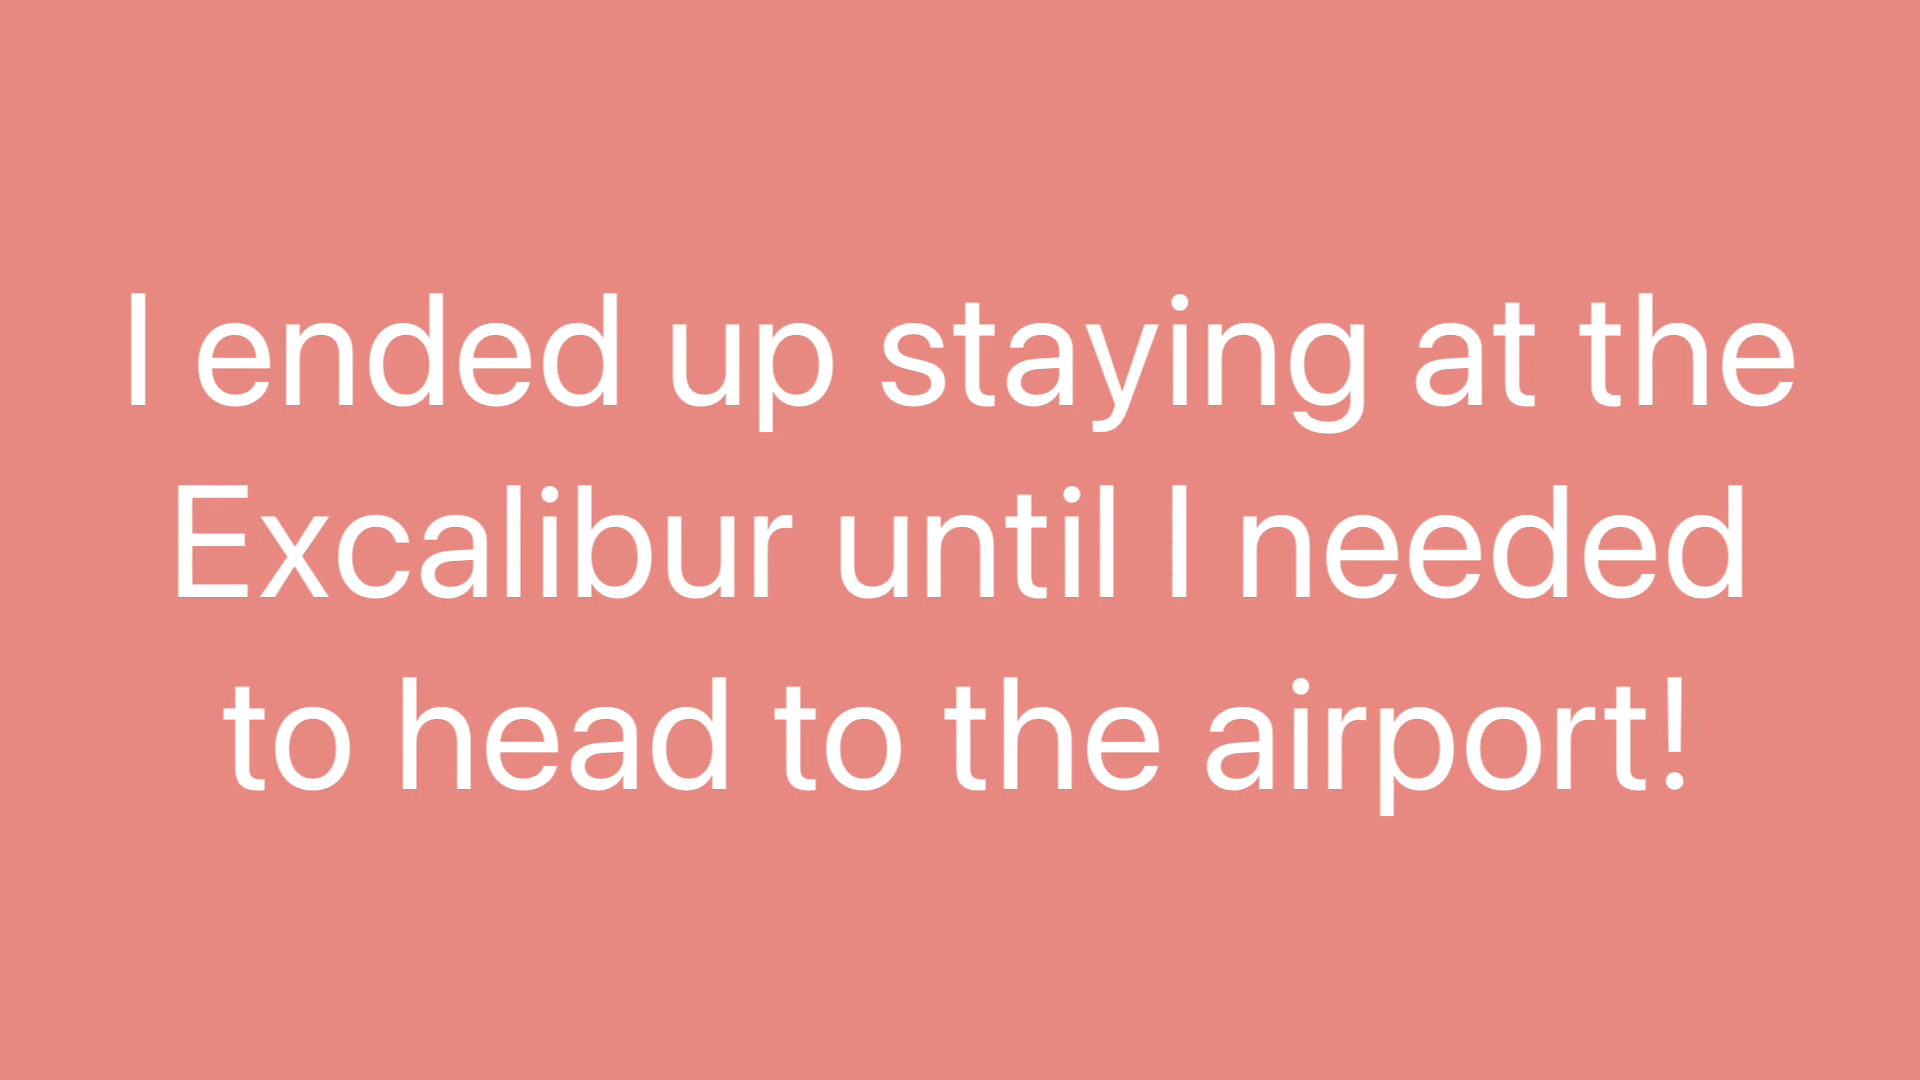 I ended up staying at the
Excalibur until I needed
to head to the airport!